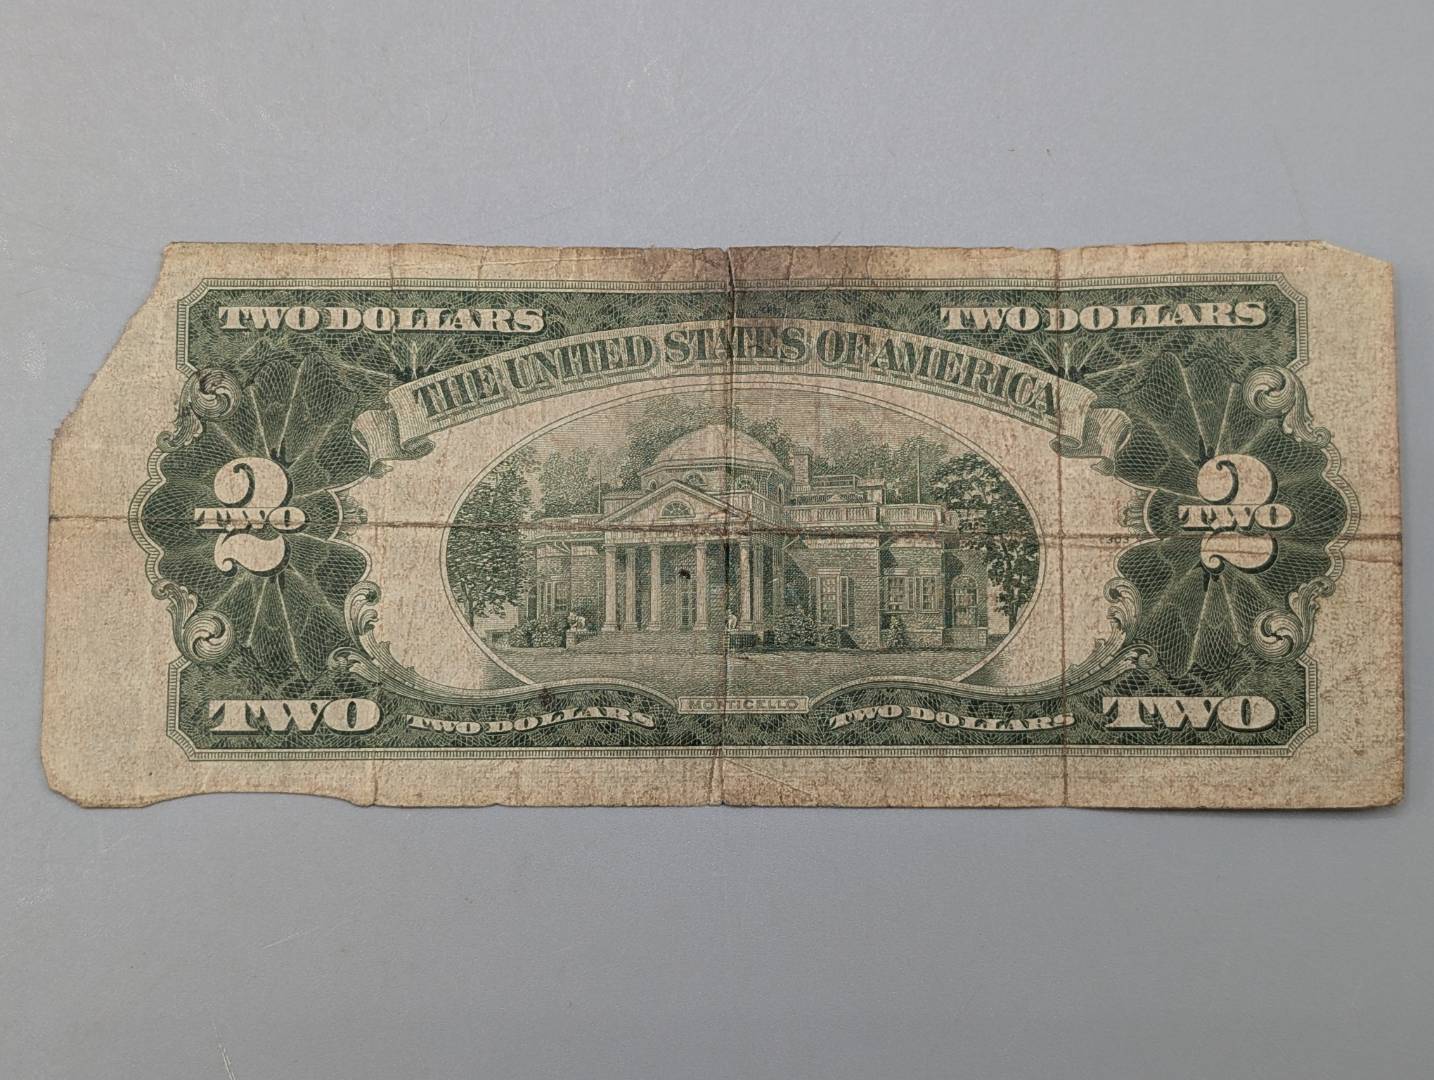 TWO DOLLARS TWO DOLLARS
THE UNITED STATES OF AMERICA
2 2
TWO TWO
303
MONTICELLO
TWO TWO DOLLARS TWO DOLLARS TWO